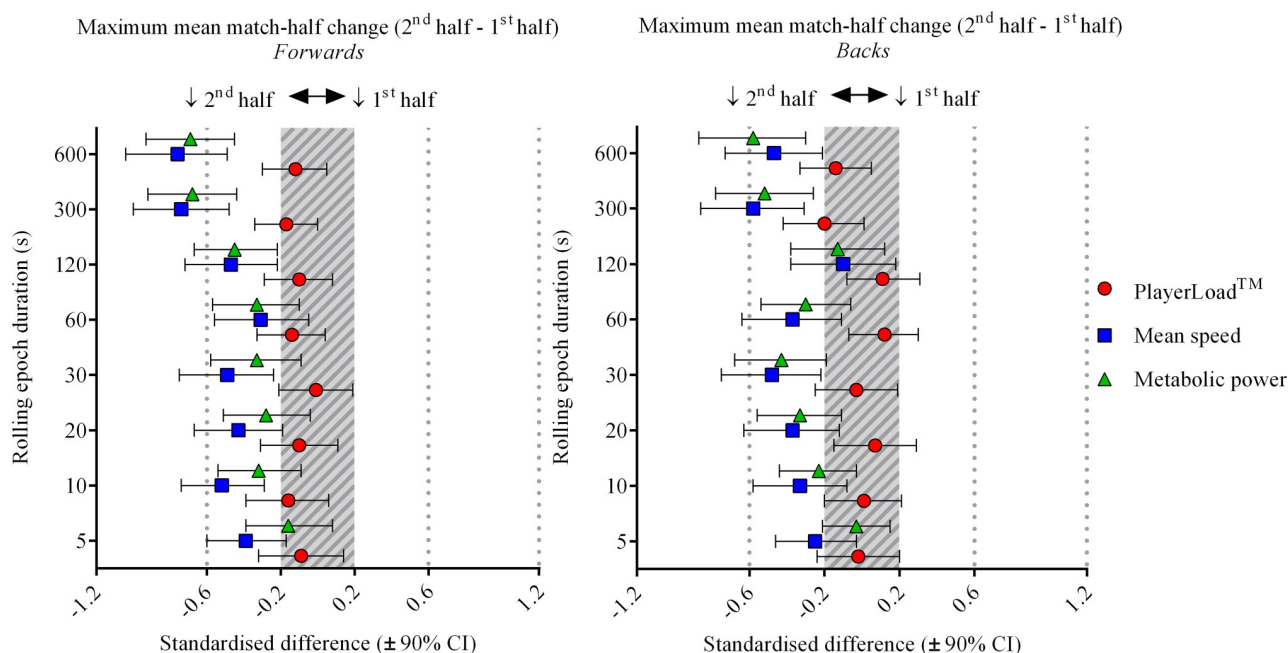 Maximum mean match-half change (2nd half - 1st half)
Forwards
↓ 2nd half
↓ 1st half
Rolling epoch duration (s)
600
300
120
60
30
20
10
5
-1.2
-0.6
-0.2
0.2
0.6
1.2
Standardised difference (± 90% CI)
Maximum mean match-half change (2nd half - 1st half)
Backs
↓ 2nd half
↓ 1st half
Rolling epoch duration (s)
600
300
120
60
30
20
10
5
-1.2
-0.6
-0.2
0.2
0.6
1.2
Standardised difference (± 90% CI)
PlayerLoad™
Mean speed
Metabolic power